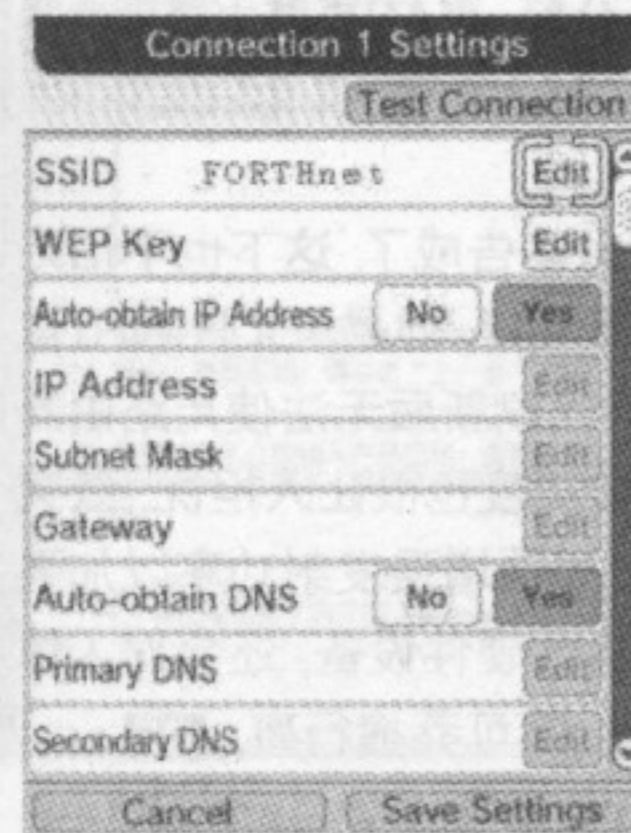 Connection 1 Settings
Test Connection
SSID FORTHnet Edit
WEP Key Edit
Auto-obtain IP Address No Yes
IP Address Edit
Subnet Mask Edit
Gateway Edit
Auto-obtain DNS No Yes
Primary DNS Edit
Secondary DNS Edit
Cancel Save Settings